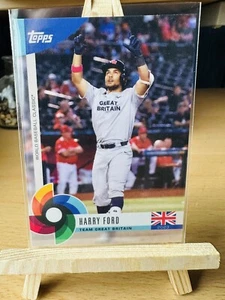 Topps
WORLD BASEBALL CLASSIC
GREAT
BRITAIN
HARRY FORD
TEAM GREAT BRITAIN